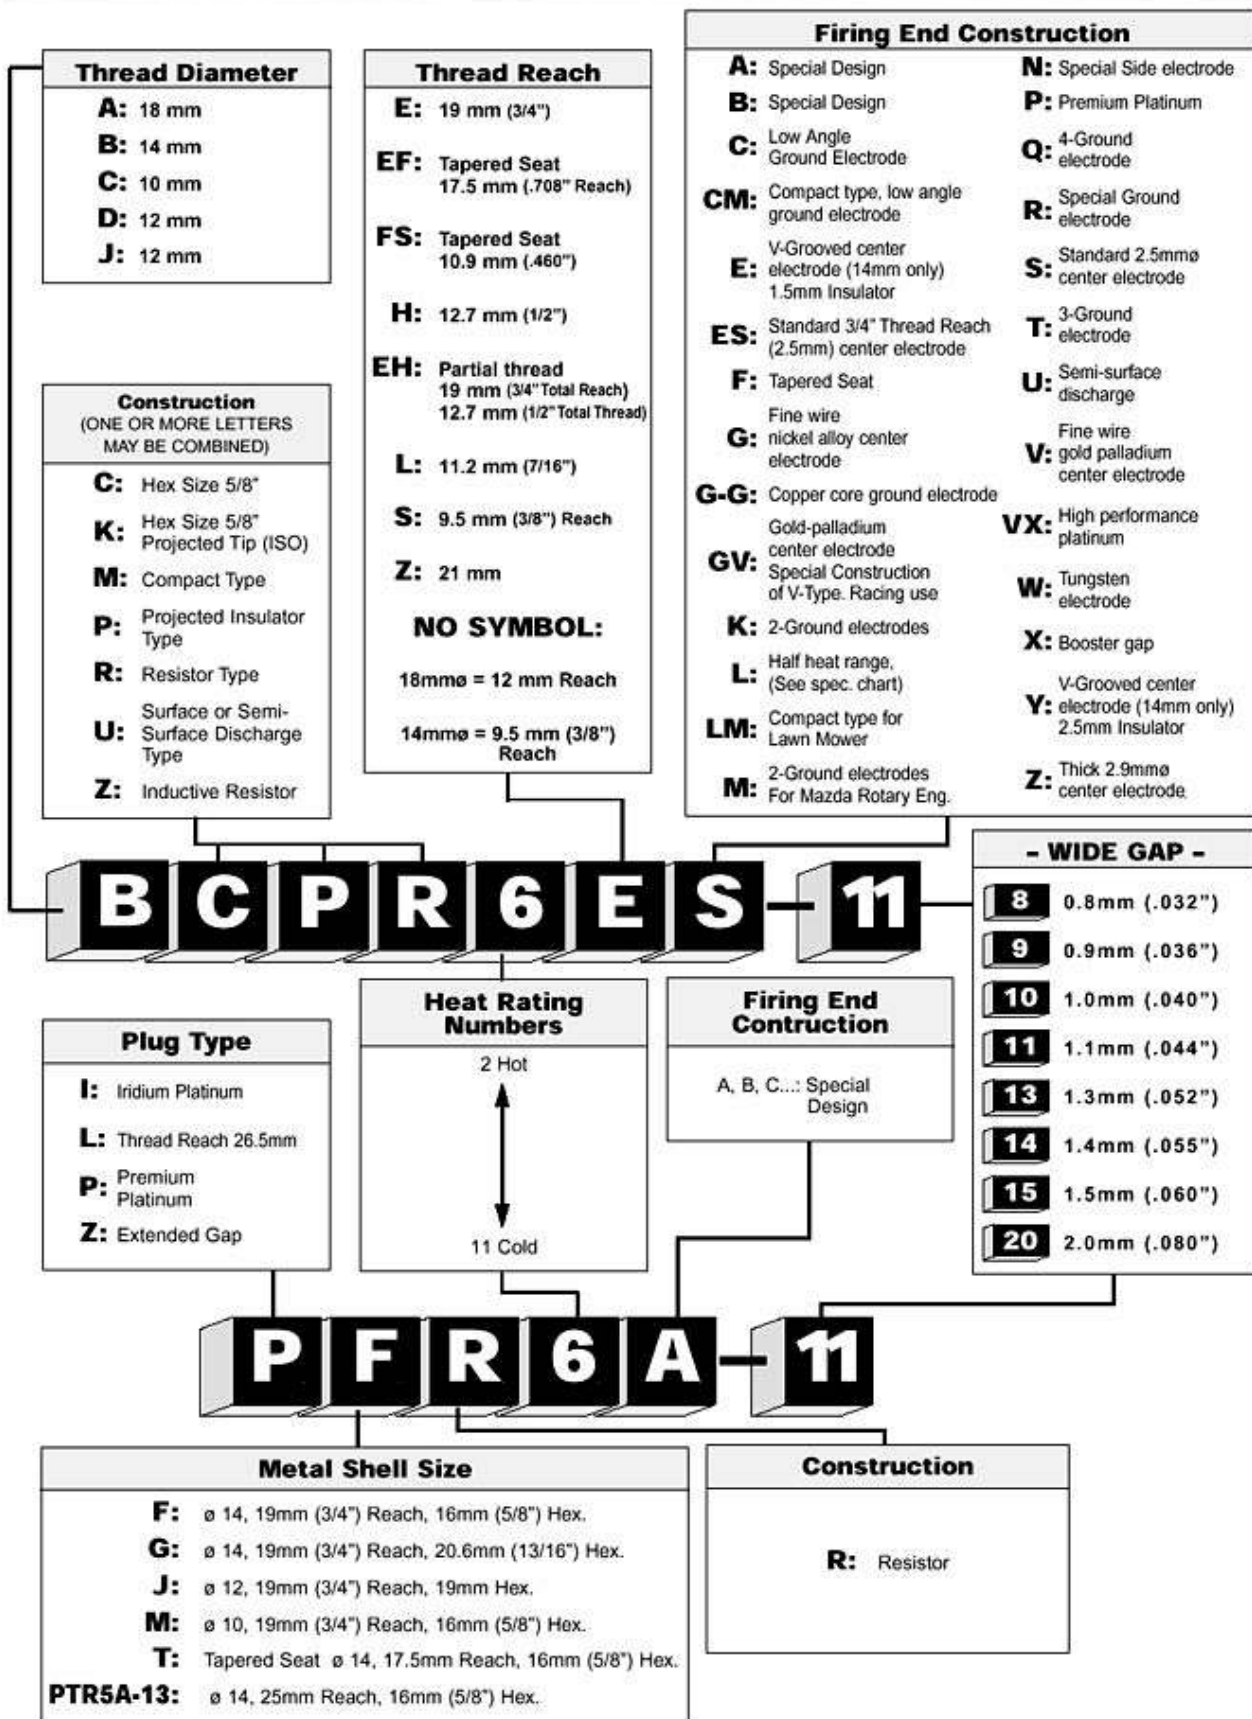 Thread Diameter
A: 18 mm
B: 14 mm
C: 10 mm
D: 12 mm
J: 12 mm
Construction
(ONE OR MORE LETTERS
MAY BE COMBINED)
C: Hex Size 5/8"
K: Hex Size 5/8"
Projected Tip (ISO)
M: Compact Type
P: Projected Insulator
Type
R: Resistor Type
U: Surface or Semi-
Surface Discharge
Type
Z: Inductive Resistor
Thread Reach
E: 19 mm (3/4")
EF: Tapered Seat
17.5 mm (.708" Reach)
FS: Tapered Seat
10.9 mm (.460")
H: 12.7 mm (1/2")
EH: Partial thread
19 mm (3/4" Total Reach)
12.7 mm (1/2" Total Thread)
L: 11.2 mm (7/16")
S: 9.5 mm (3/8") Reach
Z: 21 mm
NO SYMBOL:
18mmø = 12 mm Reach
14mmø = 9.5 mm (3/8")
Reach
Firing End Construction
A: Special Design
B: Special Design
C: Low Angle
Ground Electrode
CM: Compact type, low angle
ground electrode
E: V-Grooved center
electrode (14mm only)
1.5mm Insulator
ES: Standard 3/4" Thread Reach
(2.5mm) center electrode
F: Tapered Seat
G: Fine wire
nickel alloy center
electrode
G-G: Copper core ground electrode
GV: Gold-palladium
center electrode
Special Construction
of V-Type. Racing use
K: 2-Ground electrodes
L: Half heat range,
(See spec. chart)
LM: Compact type for
Lawn Mower
M: 2-Ground electrodes
For Mazda Rotary Eng.
N: Special Side electrode
P: Premium Platinum
Q: 4-Ground
electrode
R: Special Ground
electrode
S: Standard 2.5mmø
center electrode
T: 3-Ground
electrode
U: Semi-surface
discharge
V: Fine wire
gold palladium
center electrode
VX: High performance
platinum
W: Tungsten
electrode
X: Booster gap
Y: V-Grooved center
electrode (14mm only)
2.5mm Insulator
Z: Thick 2.9mmø
center electrode
B C P R 6 E S - 11
- WIDE GAP -
8 0.8mm (.032")
9 0.9mm (.036")
10 1.0mm (.040")
11 1.1mm (.044")
13 1.3mm (.052")
14 1.4mm (.055")
15 1.5mm (.060")
20 2.0mm (.080")
Plug Type
I: Iridium Platinum
L: Thread Reach 26.5mm
P: Premium
Platinum
Z: Extended Gap
Heat Rating
Numbers
2 Hot
11 Cold
Firing End
Contruction
A, B, C...: Special
Design
P F R 6 A - 11
Metal Shell Size
F: ø 14, 19mm (3/4") Reach, 16mm (5/8") Hex.
G: ø 14, 19mm (3/4") Reach, 20.6mm (13/16") Hex.
J: ø 12, 19mm (3/4") Reach, 19mm Hex.
M: ø 10, 19mm (3/4") Reach, 16mm (5/8") Hex.
T: Tapered Seat ø 14, 17.5mm Reach, 16mm (5/8") Hex.
PTR5A-13: ø 14, 25mm Reach, 16mm (5/8") Hex.
Construction
R: Resistor